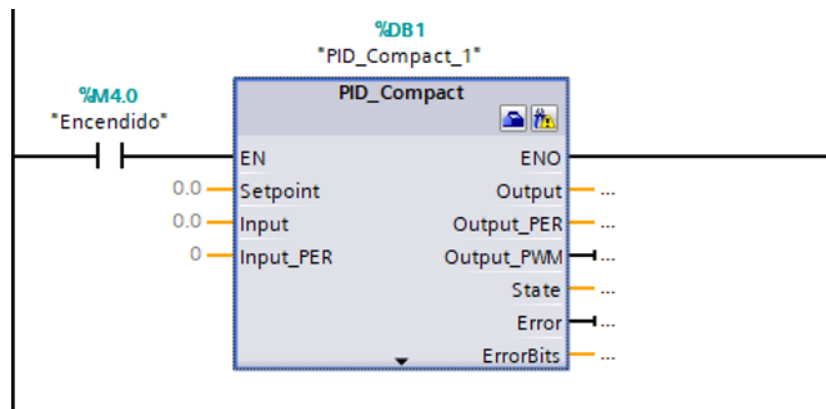 %DB1
"PID_Compact_1"
%M4.0
"Encendido"
PID_Compact
EN ENO
0.0 Setpoint Output ...
0.0 Input Output_PER ...
0 Input_PER Output_PWM ...
State ...
Error ...
ErrorBits ...